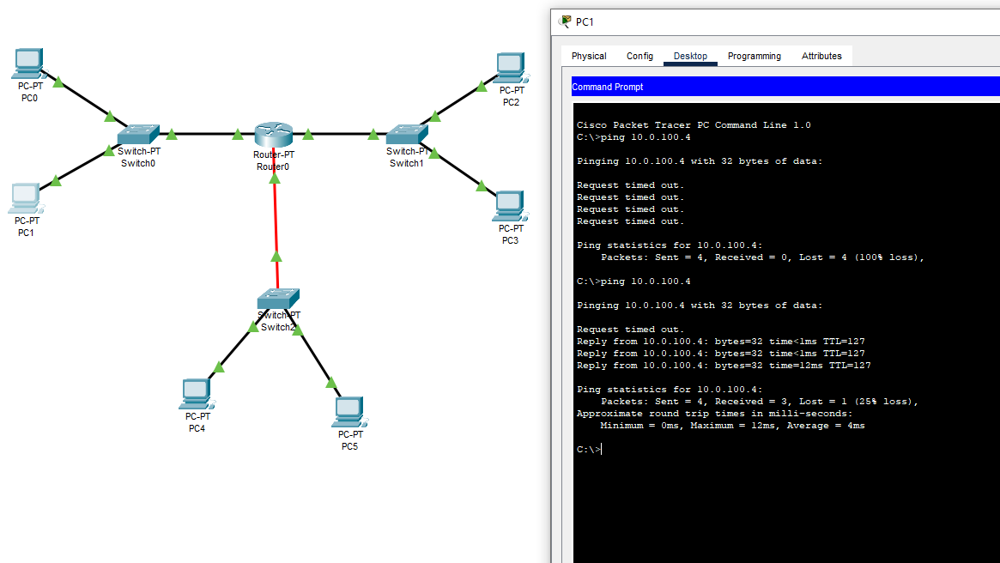 PC-PT
PC0
PC-PT
PC1
Switch-PT
Switch0
Router-PT
Router0
Switch-PT
Switch1
PC-PT
PC2
PC-PT
PC3
Switch-PT
Switch2
PC-PT
PC4
PC-PT
PC5
PC1
Physical Config Desktop Programming Attributes
Command Prompt
Cisco Packet Tracer PC Command Line 1.0
C:\>ping 10.0.100.4
Pinging 10.0.100.4 with 32 bytes of data:
Request timed out.
Request timed out.
Request timed out.
Request timed out.
Ping statistics for 10.0.100.4:
Packets: Sent = 4, Received = 0, Lost = 4 (100% loss),
C:\>ping 10.0.100.4
Pinging 10.0.100.4 with 32 bytes of data:
Request timed out.
Reply from 10.0.100.4: bytes=32 time<1ms TTL=127
Reply from 10.0.100.4: bytes=32 time<1ms TTL=127
Reply from 10.0.100.4: bytes=32 time=12ms TTL=127
Ping statistics for 10.0.100.4:
Packets: Sent = 4, Received = 3, Lost = 1 (25% loss),
Approximate round trip times in milli-seconds:
Minimum = 0ms, Maximum = 12ms, Average = 4ms
C:\>